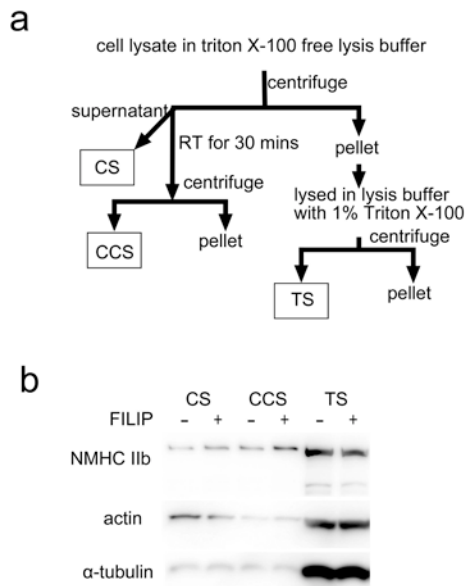 a
cell lysate in triton X-100 free lysis buffer
centrifuge
supernatant
RT for 30 mins
pellet
CS
centrifuge
lysed in lysis buffer
with 1% Triton X-100
centrifuge
CCS
pellet
TS
pellet
b
CS CCS TS
FILIP - + - + - +
NMHC IIb
actin
α-tubulin